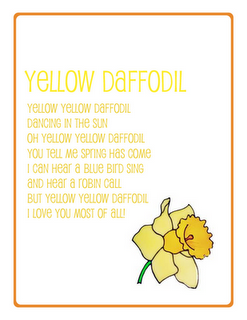 Yellow Daffodil
Yellow Yellow Daffodil
Dancing in the sun
Oh Yellow Yellow Daffodil
You tell me spring has come
I can hear a blue bird sing
and hear a robin call
But Yellow Yellow Daffodil
I love you most of all!